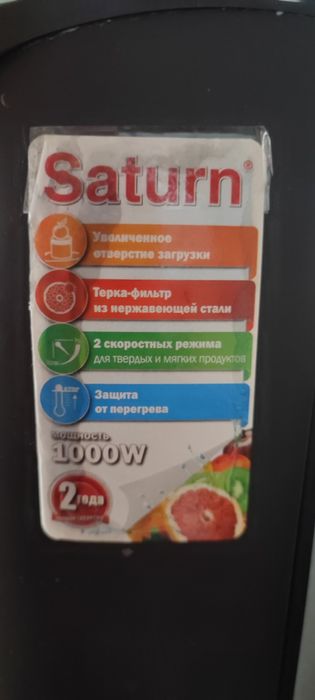 Saturn®
Увеличенное
отверстие загрузки
Терка-фильтр
из нержавеющей стали
2 скоростных режима
для твердых и мягких продуктов
Защита
от перегрева
МОЩНОСТЬ
1000W
2 года